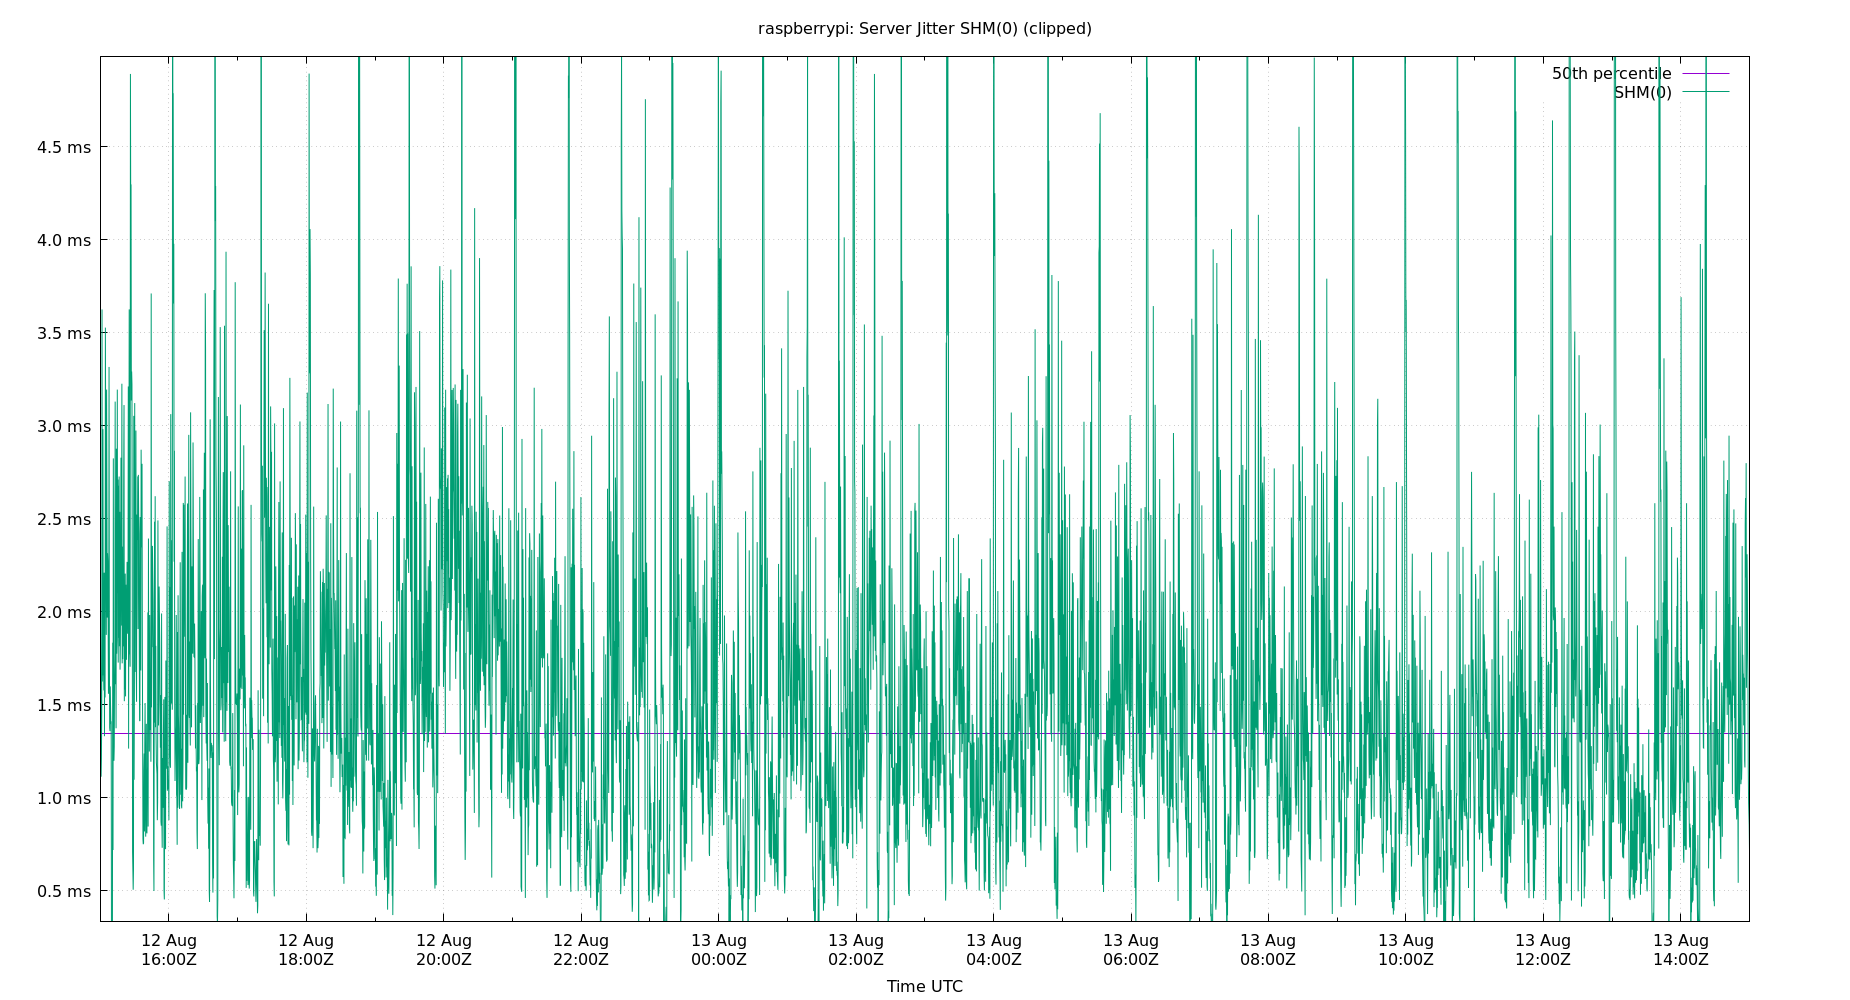 raspberrypi: Server Jitter SHM(0) (clipped)
50th percentile
SHM(0)
4.5 ms
4.0 ms
3.5 ms
3.0 ms
2.5 ms
2.0 ms
1.5 ms
1.0 ms
0.5 ms
12 Aug 12 Aug 12 Aug 12 Aug 13 Aug 13 Aug 13 Aug 13 Aug 13 Aug 13 Aug 13 Aug 13 Aug
16:00Z 18:00Z 20:00Z 22:00Z 00:00Z 02:00Z 04:00Z 06:00Z 08:00Z 10:00Z 12:00Z 14:00Z
Time UTC